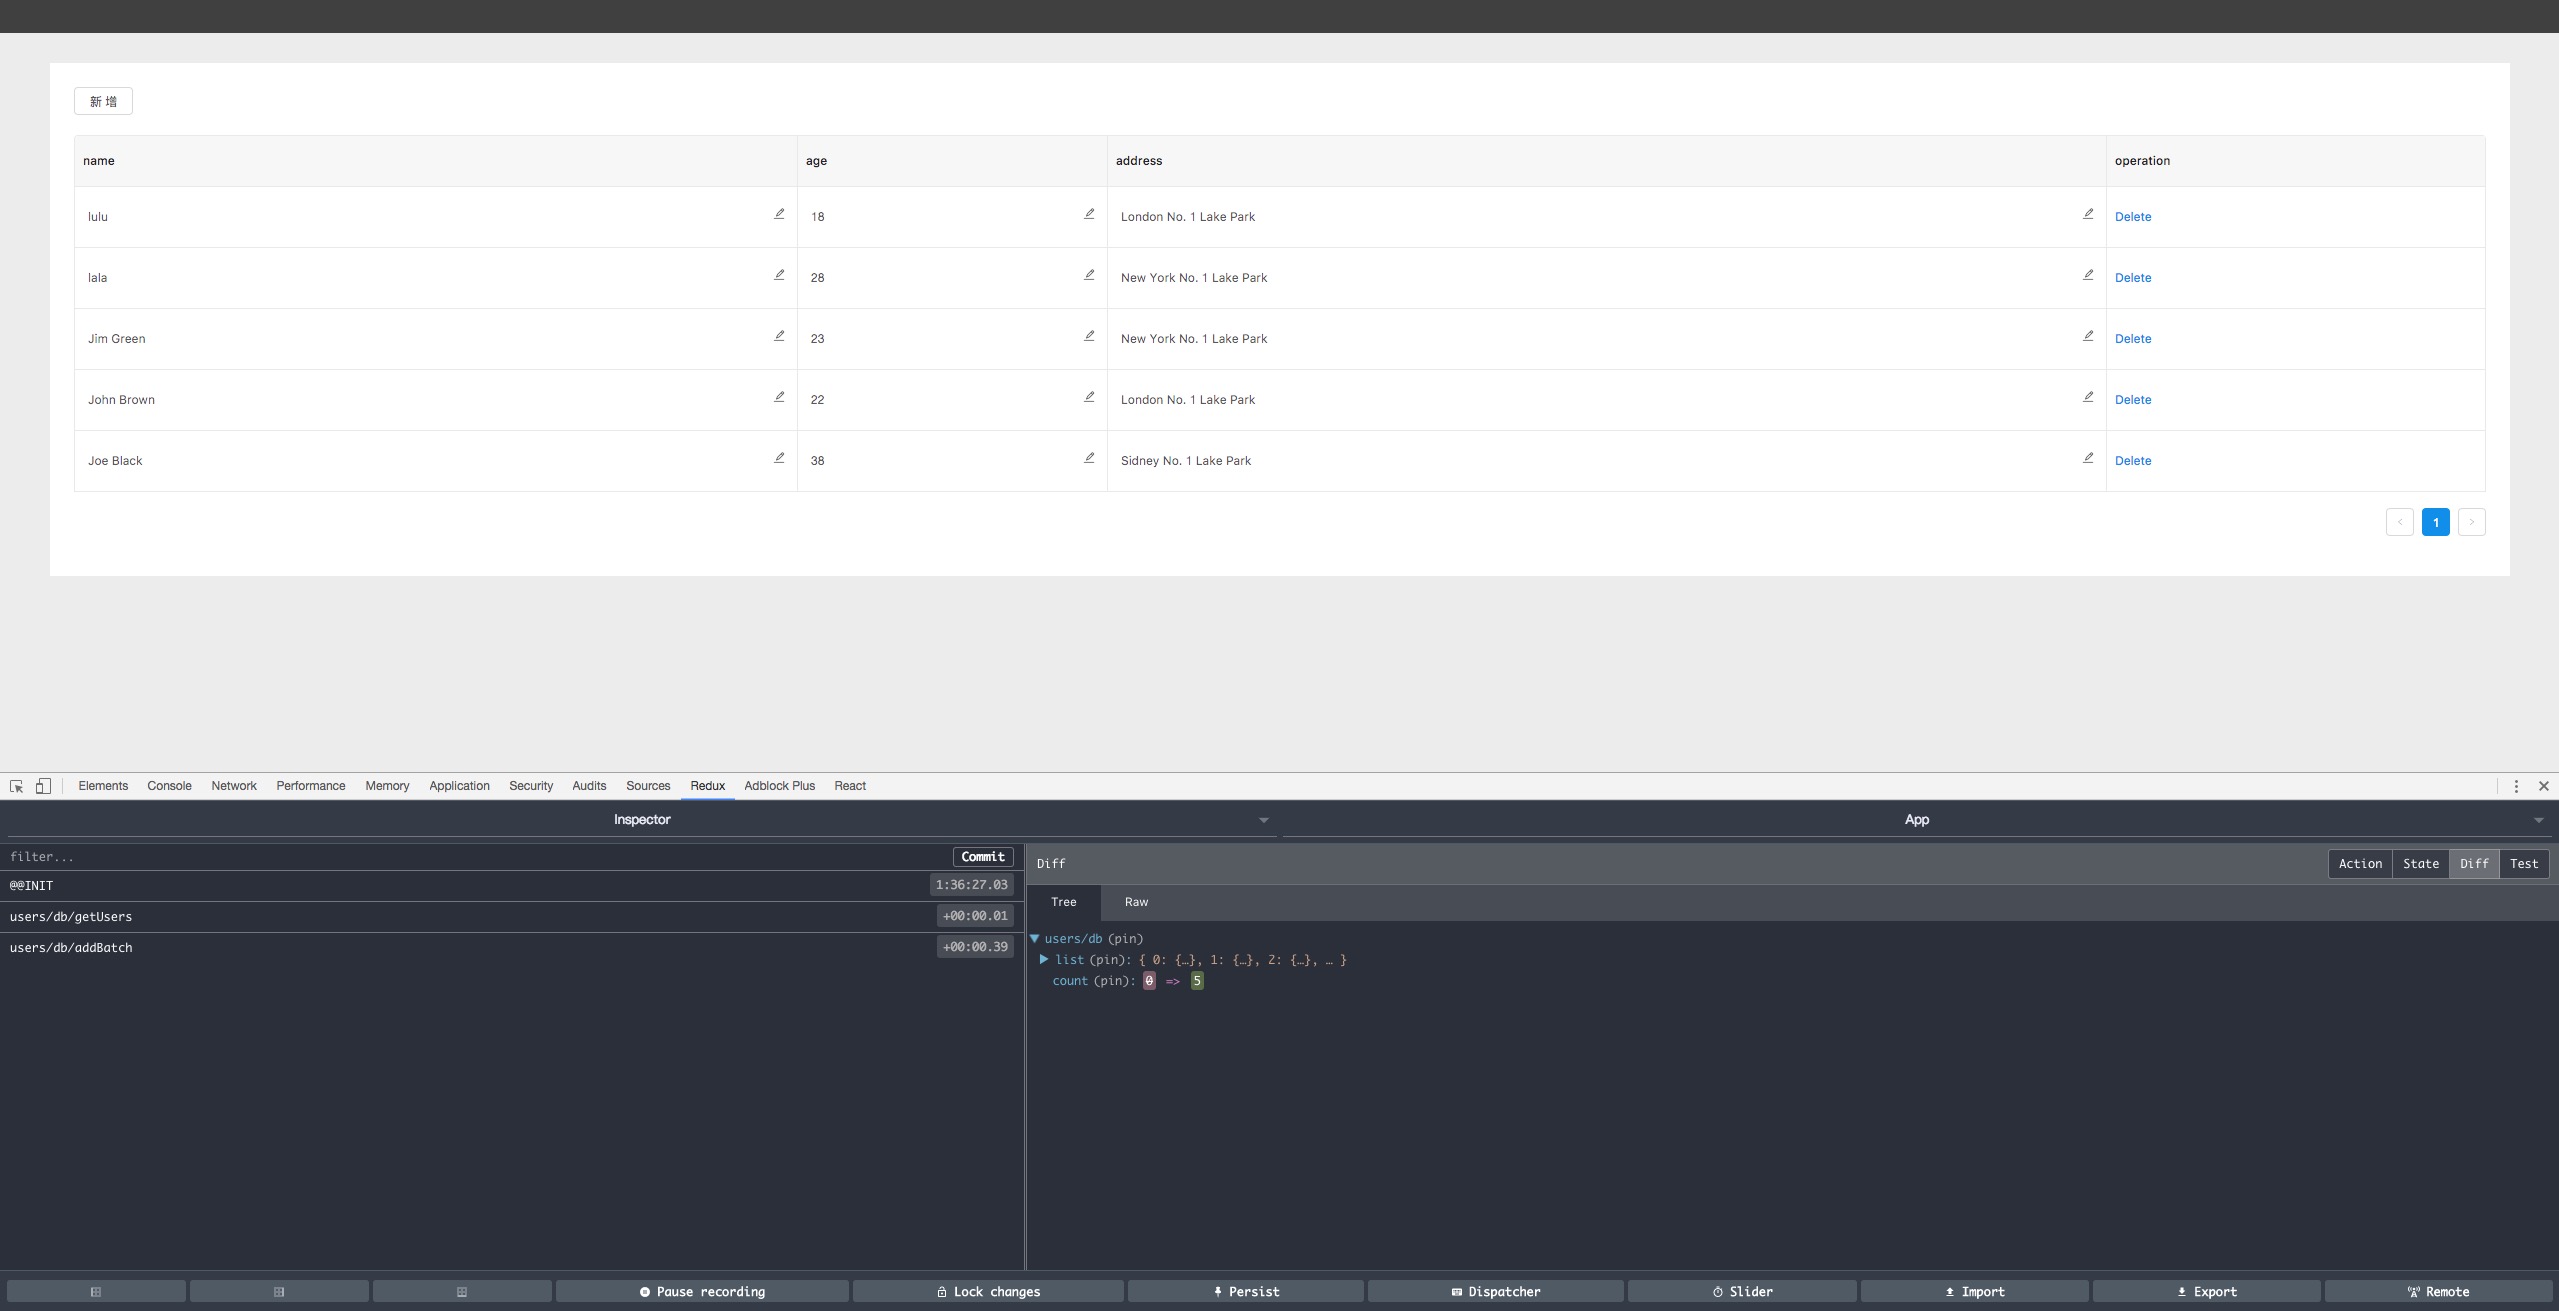 新 增
name age address operation
lulu 18 London No. 1 Lake Park Delete
lala 28 New York No. 1 Lake Park Delete
Jim Green 23 New York No. 1 Lake Park Delete
John Brown 22 London No. 1 Lake Park Delete
Joe Black 38 Sidney No. 1 Lake Park Delete
< 1 >
Elements Console Network Performance Memory Application Security Audits Sources Redux Adblock Plus React
Inspector App
filter... Commit
@@INIT 1:36:27.03
users/db/getUsers +00:00.01
users/db/addBatch +00:00.39
Diff Action State Diff Test
Tree Raw
users/db (pin)
list (pin): { 0: {…}, 1: {…}, 2: {…}, … }
count (pin): 0 => 5
Pause recording Lock changes Persist Dispatcher Slider Import Export Remote